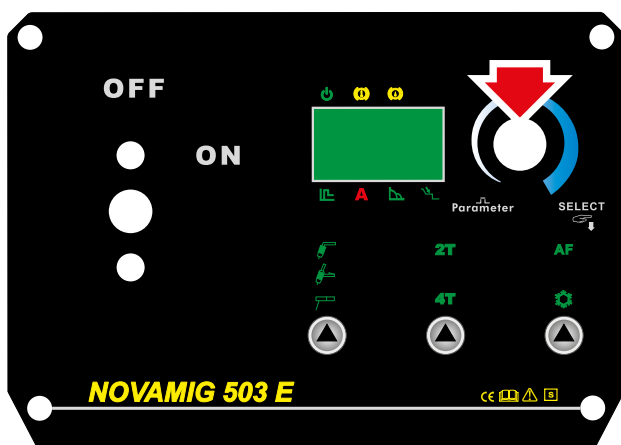 OFF
ON
A
Parameter
SELECT
2T
AF
4T
NOVAMIG 503 E
CE
S